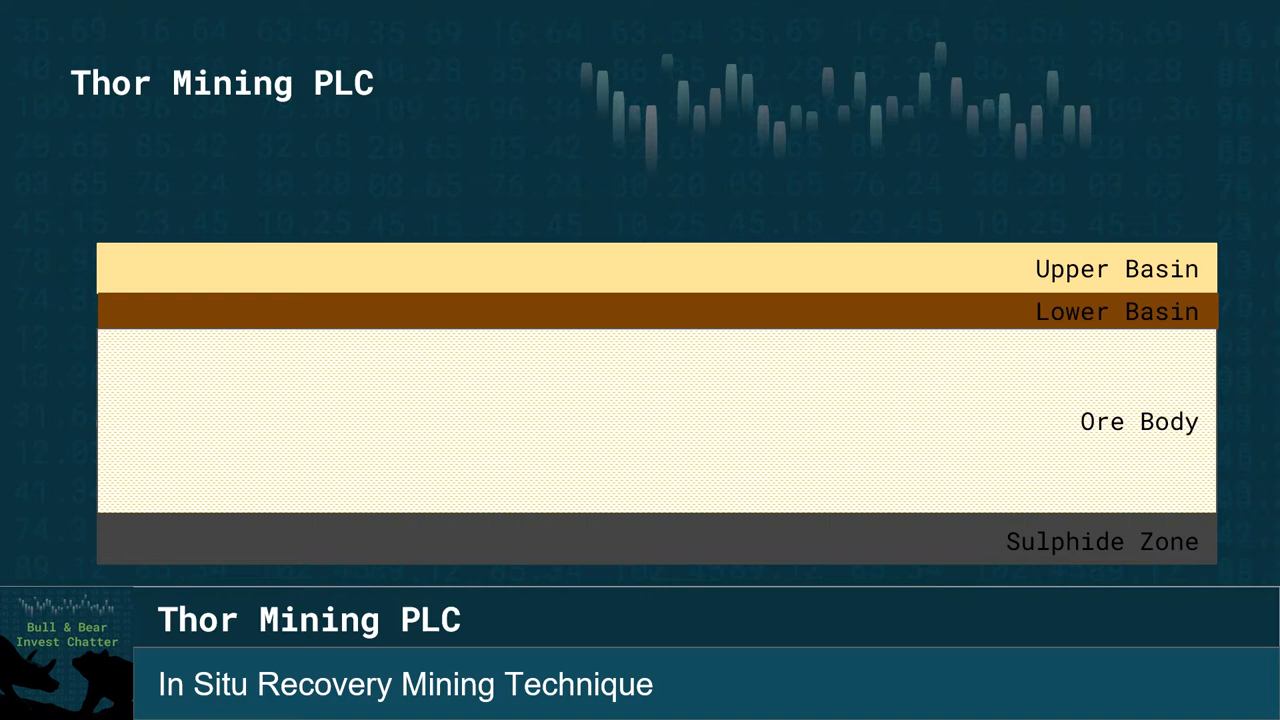 Thor Mining PLC
Upper Basin
Lower Basin
Ore Body
Sulphide Zone
Bull & Bear
Invest Chatter
Thor Mining PLC
In Situ Recovery Mining Technique